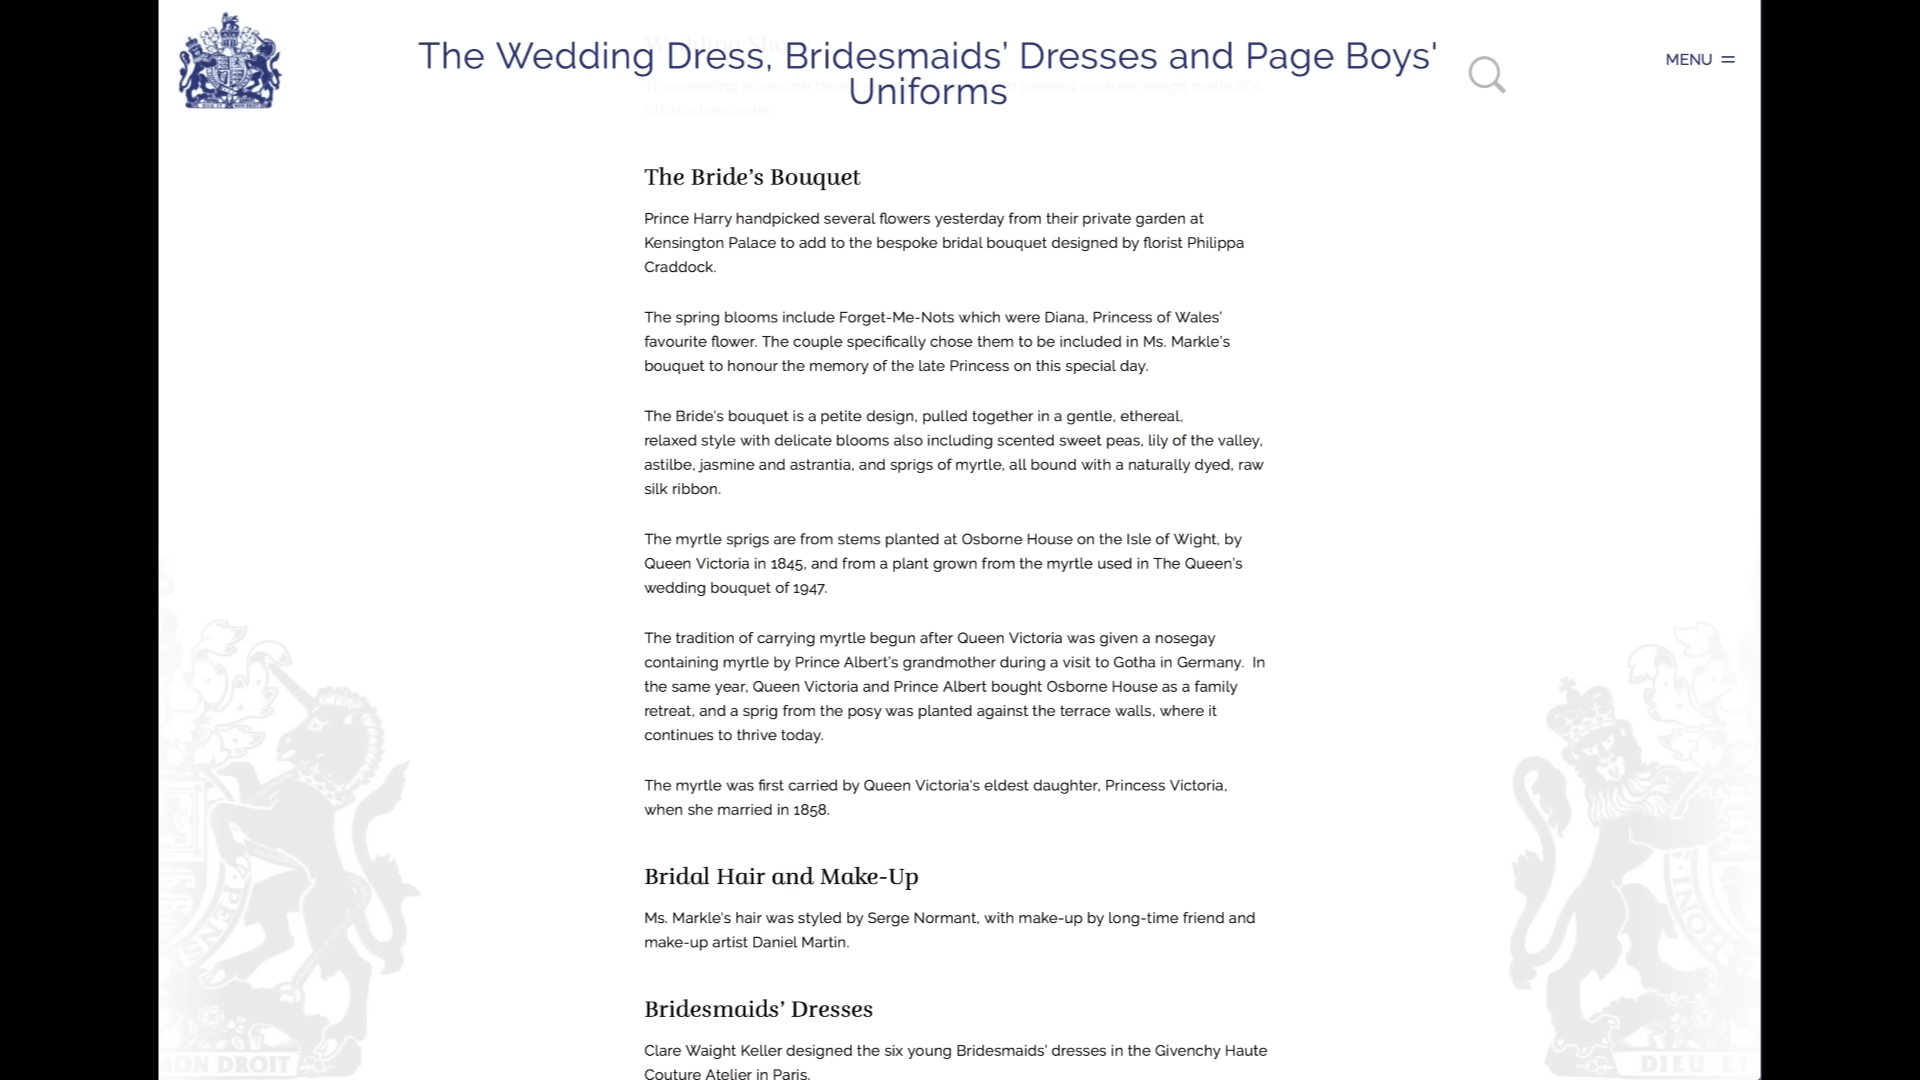 The Wedding Dress, Bridesmaids’ Dresses and Page Boys'
Uniforms
MENU
silk duchess satin.
The Bride’s Bouquet
Prince Harry handpicked several flowers yesterday from their private garden at
Kensington Palace to add to the bespoke bridal bouquet designed by florist Philippa
Craddock.
The spring blooms include Forget-Me-Nots which were Diana, Princess of Wales’
favourite flower. The couple specifically chose them to be included in Ms. Markle’s
bouquet to honour the memory of the late Princess on this special day.
The Bride’s bouquet is a petite design, pulled together in a gentle, ethereal,
relaxed style with delicate blooms also including scented sweet peas, lily of the valley,
astilbe, jasmine and astrantia, and sprigs of myrtle, all bound with a naturally dyed, raw
silk ribbon.
The myrtle sprigs are from stems planted at Osborne House on the Isle of Wight, by
Queen Victoria in 1845, and from a plant grown from the myrtle used in The Queen’s
wedding bouquet of 1947.
The tradition of carrying myrtle begun after Queen Victoria was given a nosegay
containing myrtle by Prince Albert’s grandmother during a visit to Gotha in Germany.  In
the same year, Queen Victoria and Prince Albert bought Osborne House as a family
retreat, and a sprig from the posy was planted against the terrace walls, where it
continues to thrive today.
The myrtle was first carried by Queen Victoria’s eldest daughter, Princess Victoria,
when she married in 1858.
Bridal Hair and Make-Up
Ms. Markle’s hair was styled by Serge Normant, with make-up by long-time friend and
make-up artist Daniel Martin.
Bridesmaids’ Dresses
Clare Waight Keller designed the six young Bridesmaids’ dresses in the Givenchy Haute
Couture Atelier in Paris.
ON DROIT
DIEU ET